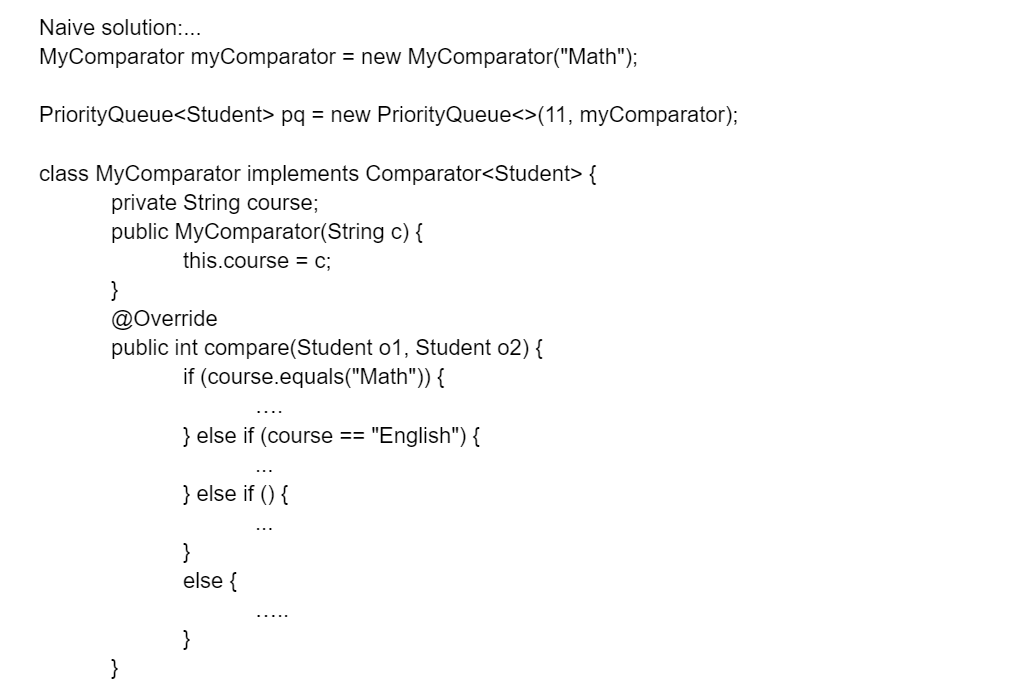 Naive solution:...
MyComparator myComparator = new MyComparator("Math");
PriorityQueue<Student> pq = new PriorityQueue<>(11, myComparator);
class MyComparator implements Comparator<Student> {
private String course;
public MyComparator(String c) {
this.course = c;
}
@Override
public int compare(Student o1, Student o2) {
if (course.equals("Math")) {
....
} else if (course == "English") {
...
} else if () {
...
}
else {
.....
}
}